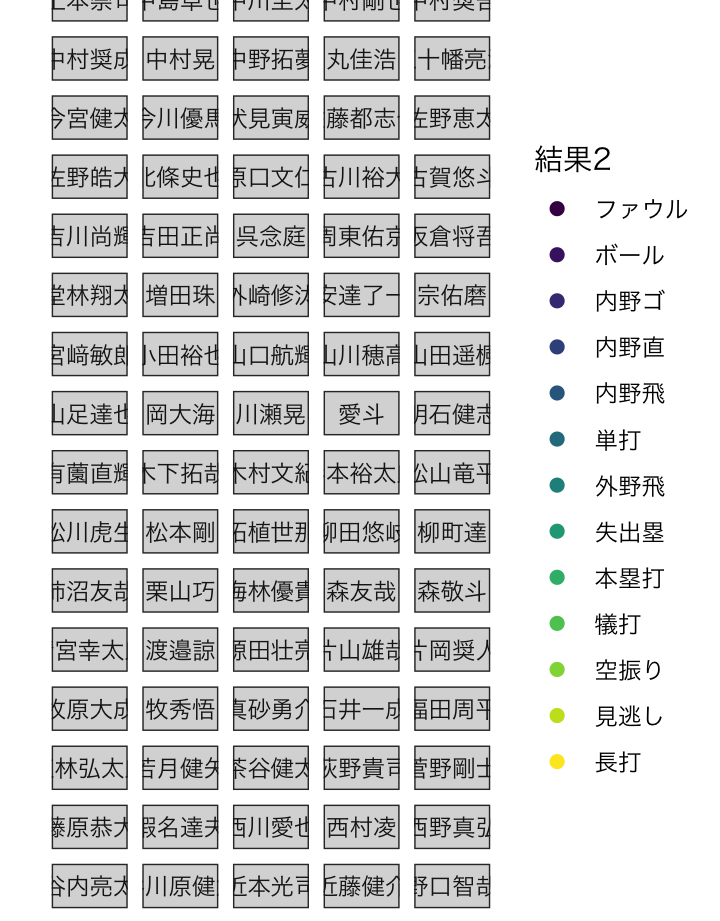 中村奨成 中村晃 中野拓夢 丸佳浩 十幡亮
今宮健太 今川優馬 伏見寅威 藤都志 佐野恵太
佐野皓大 北條史也 原口文仁 古川裕大 古賀悠斗
吉川尚輝 吉田正尚 呉念庭 周東佑京 坂倉将吾
堂林翔太 増田珠 外崎修汰 安達了一 宗佑磨
宮﨑敏郎 小田裕也 山口航輝 山川穂高 山田遥楓
山足達也 岡大海 川瀬晃 愛斗 明石健志
有薗直輝 木下拓哉 木村文紀 本裕太 松山竜平
松川虎生 松本剛 柘植世那 柳田悠岐 柳町達
柿沼友哉 栗山巧 梅林優貴 森友哉 森敬斗
宮幸太 渡邉諒 源田壮亮 片山雄哉 片岡奨人
牧原大成 牧秀悟 真砂勇介 石井一成 福田周平
林弘太 若月健矢 茶谷健太 荻野貴司 菅野剛士
藤原恭大 蝦名達夫 西川愛也 西村凌 西野真弘
谷内亮太 川原健 近本光司 近藤健介 野口智哉
結果2
ファウル
ボール
内野ゴ
内野直
内野飛
単打
外野飛
失出塁
本塁打
犠打
空振り
見逃し
長打